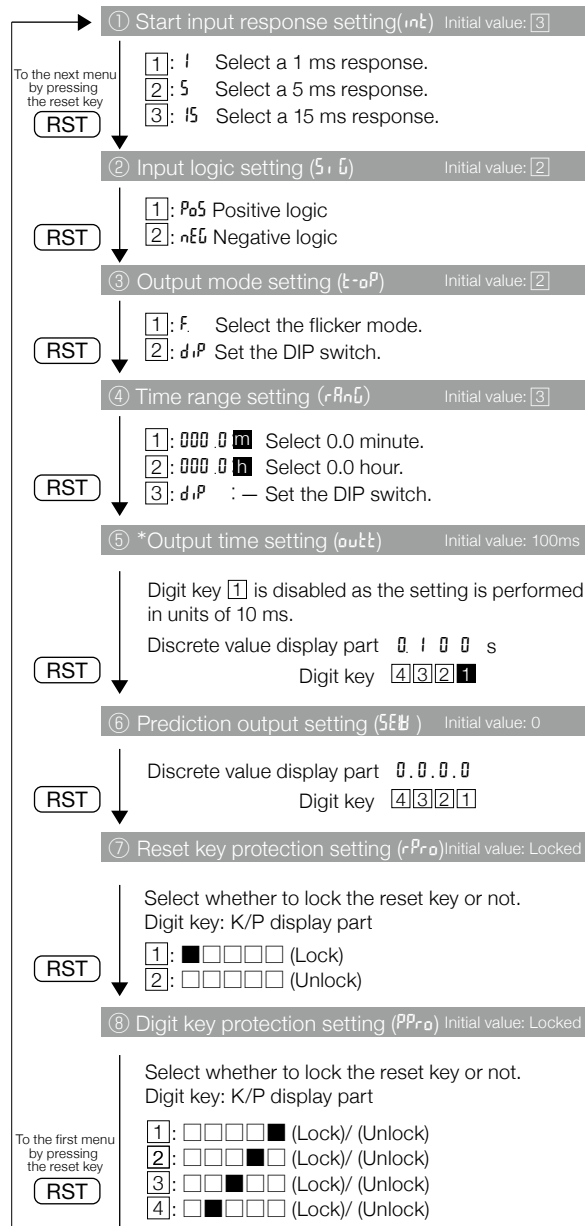 ① Start input response setting(int) Initial value: 3
To the next menu
by pressing
the reset key
RST
1: 1 Select a 1 ms response.
2: 5 Select a 5 ms response.
3: 15 Select a 15 ms response.
② Input logic setting (SiG) Initial value: 2
RST
1: PoS Positive logic
2: nEG Negative logic
③ Output mode setting (t-oP) Initial value: 2
RST
1: F. Select the flicker mode.
2: diP Set the DIP switch.
④ Time range setting (rAnG) Initial value: 3
RST
1: 000.0 m Select 0.0 minute.
2: 000.0 h Select 0.0 hour.
3: diP : — Set the DIP switch.
⑤ *Output time setting (outt) Initial value: 100ms
Digit key 1 is disabled as the setting is performed
in units of 10 ms.
Discrete value display part 0. 1 0 0 s
RST
Digit key 4 3 2 1
⑥ Prediction output setting ( ) Initial value: 0
Discrete value display part 0.0.0.0
RST
Digit key 4 3 2 1
⑦ Reset key protection setting (rPro)Initial value: Locked
Select whether to lock the reset key or not.
Digit key: K/P display part
RST
1: ■□□□□ (Lock)
2: □□□□□ (Unlock)
⑧ Digit key protection setting (PPro) Initial value: Locked
Select whether to lock the reset key or not.
Digit key: K/P display part
To the first menu
by pressing
the reset key
RST
1: □□□□■ (Lock)/ (Unlock)
2: □□□■□ (Lock)/ (Unlock)
3: □□■□□ (Lock)/ (Unlock)
4: □■□□□ (Lock)/ (Unlock)